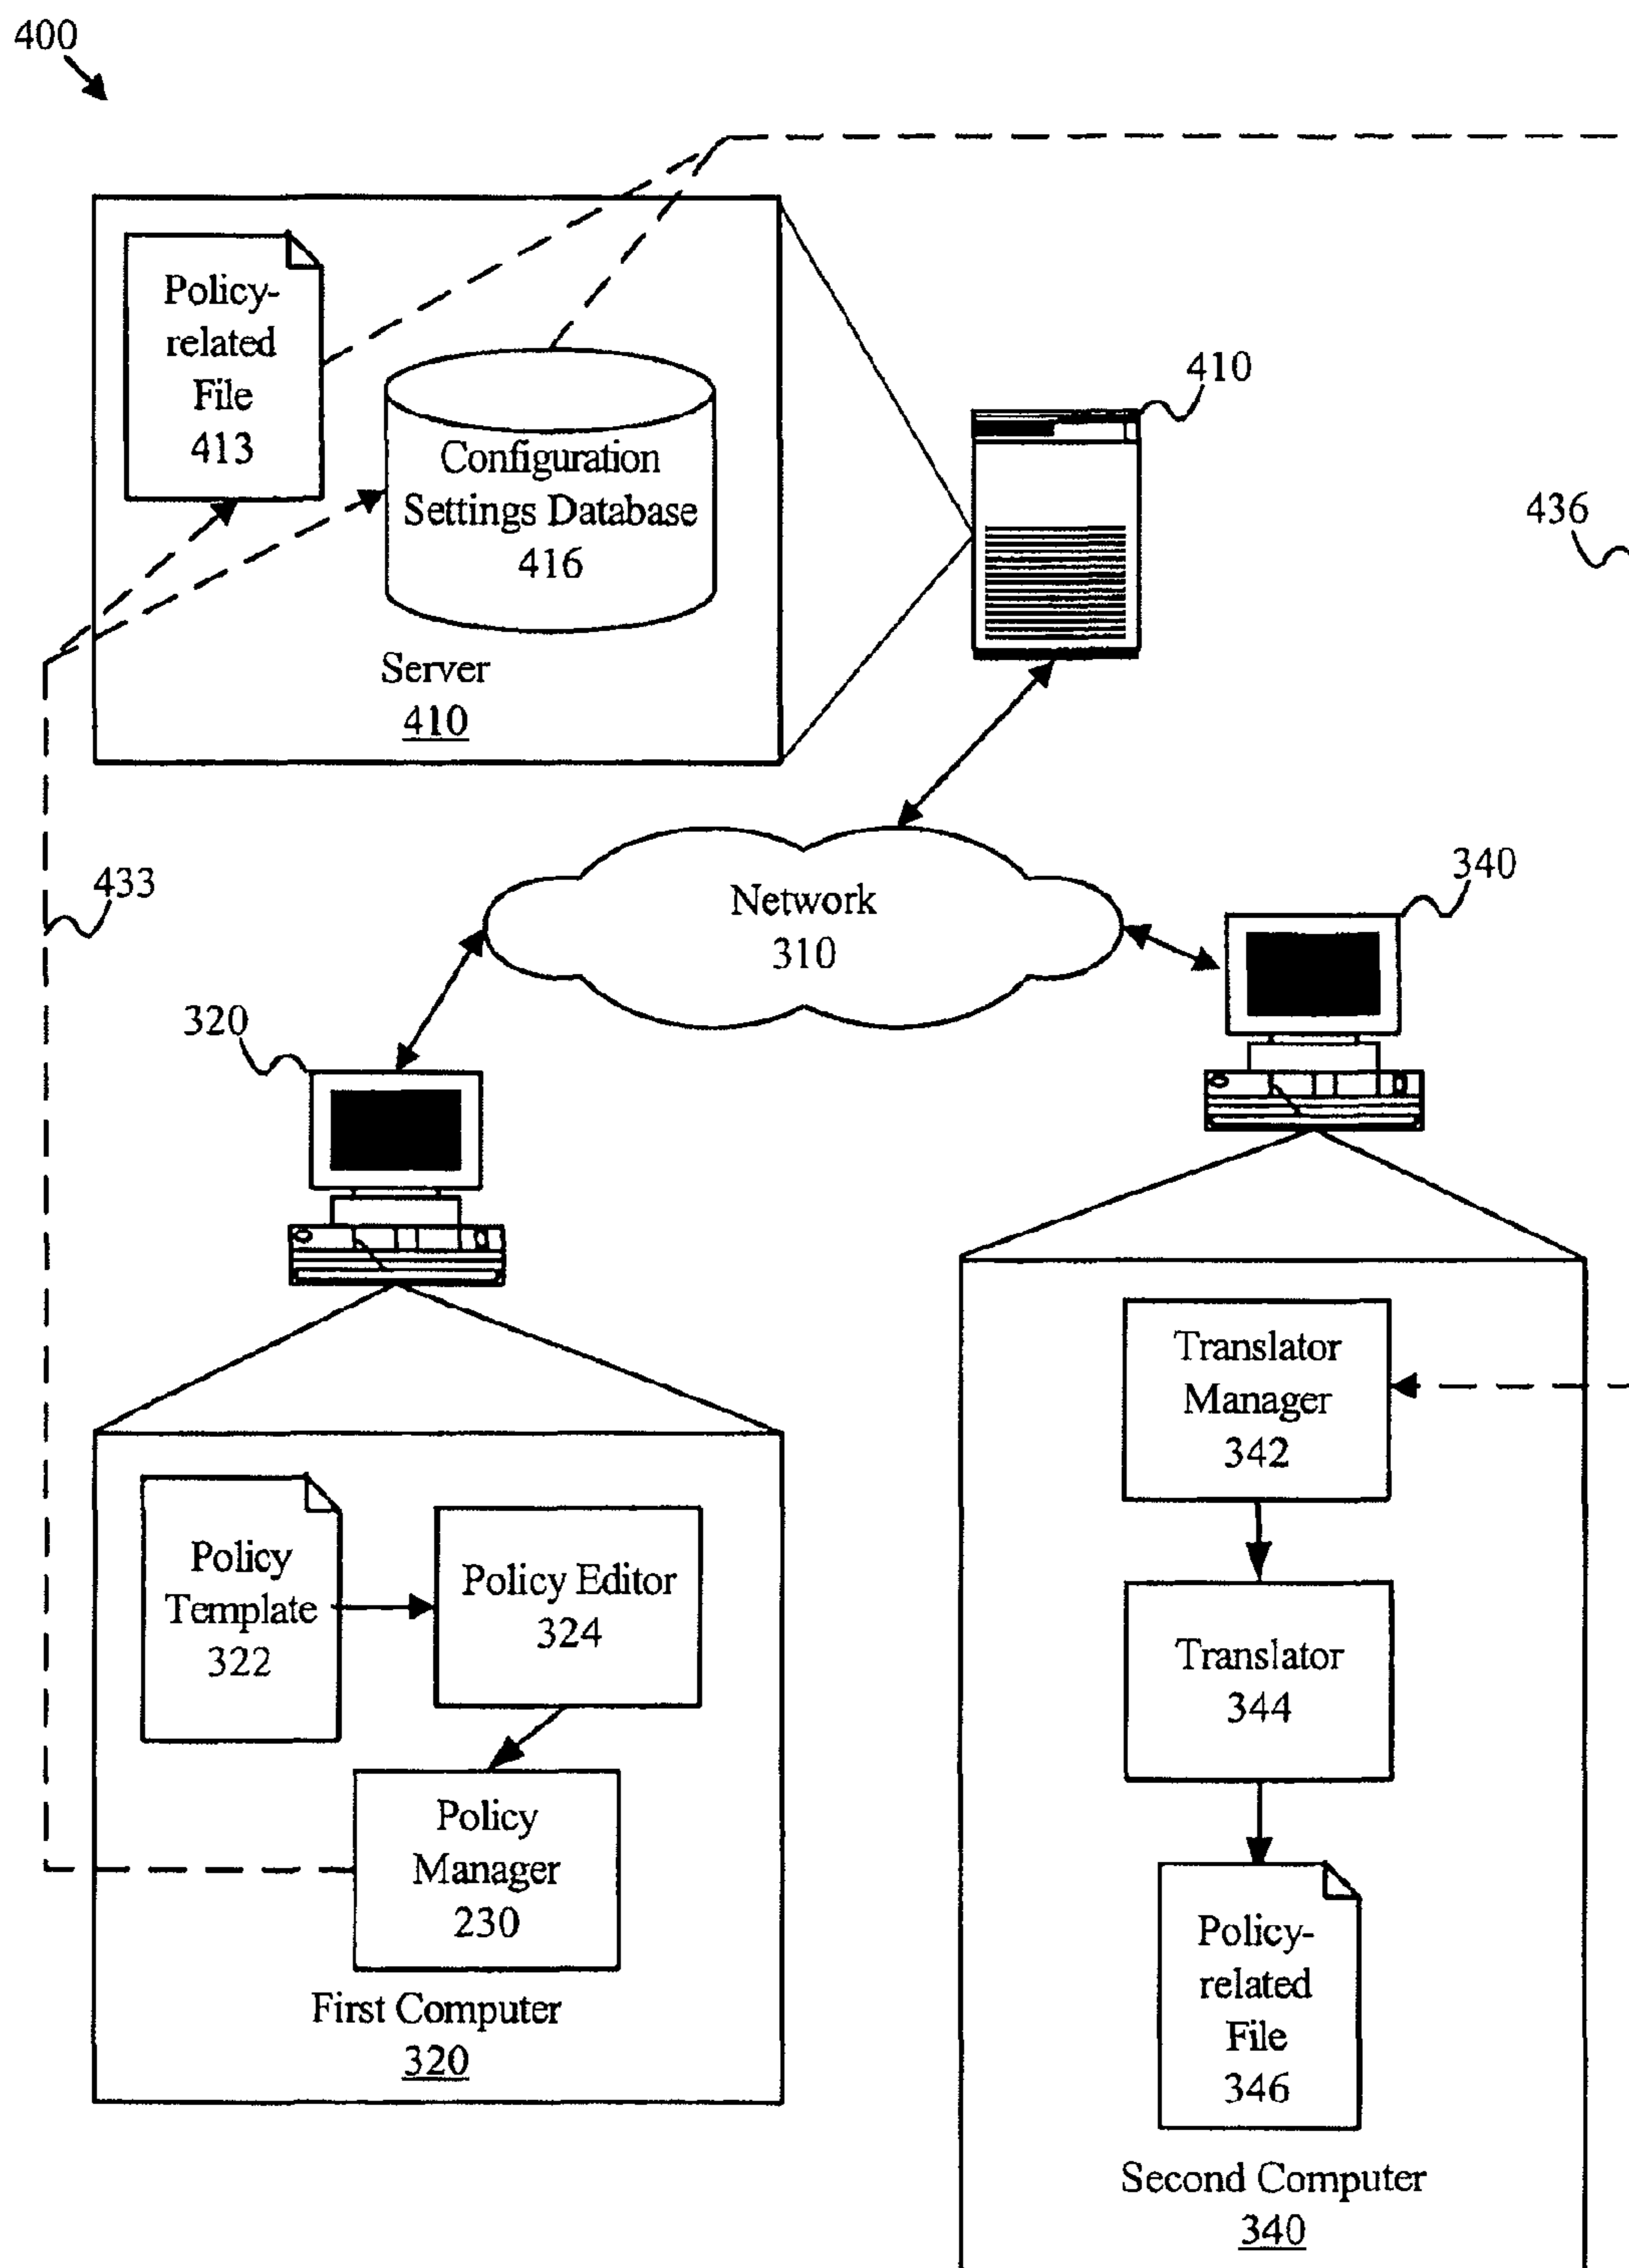 400
Policy-
related
File
413
Configuration
Settings Database
416
Server
410
410
436
433
Network
310
340
320
Policy
Template
322
Policy Editor
324
Policy
Manager
230
First Computer
320
Translator
Manager
342
Translator
344
Policy-
related
File
346
Second Computer
340